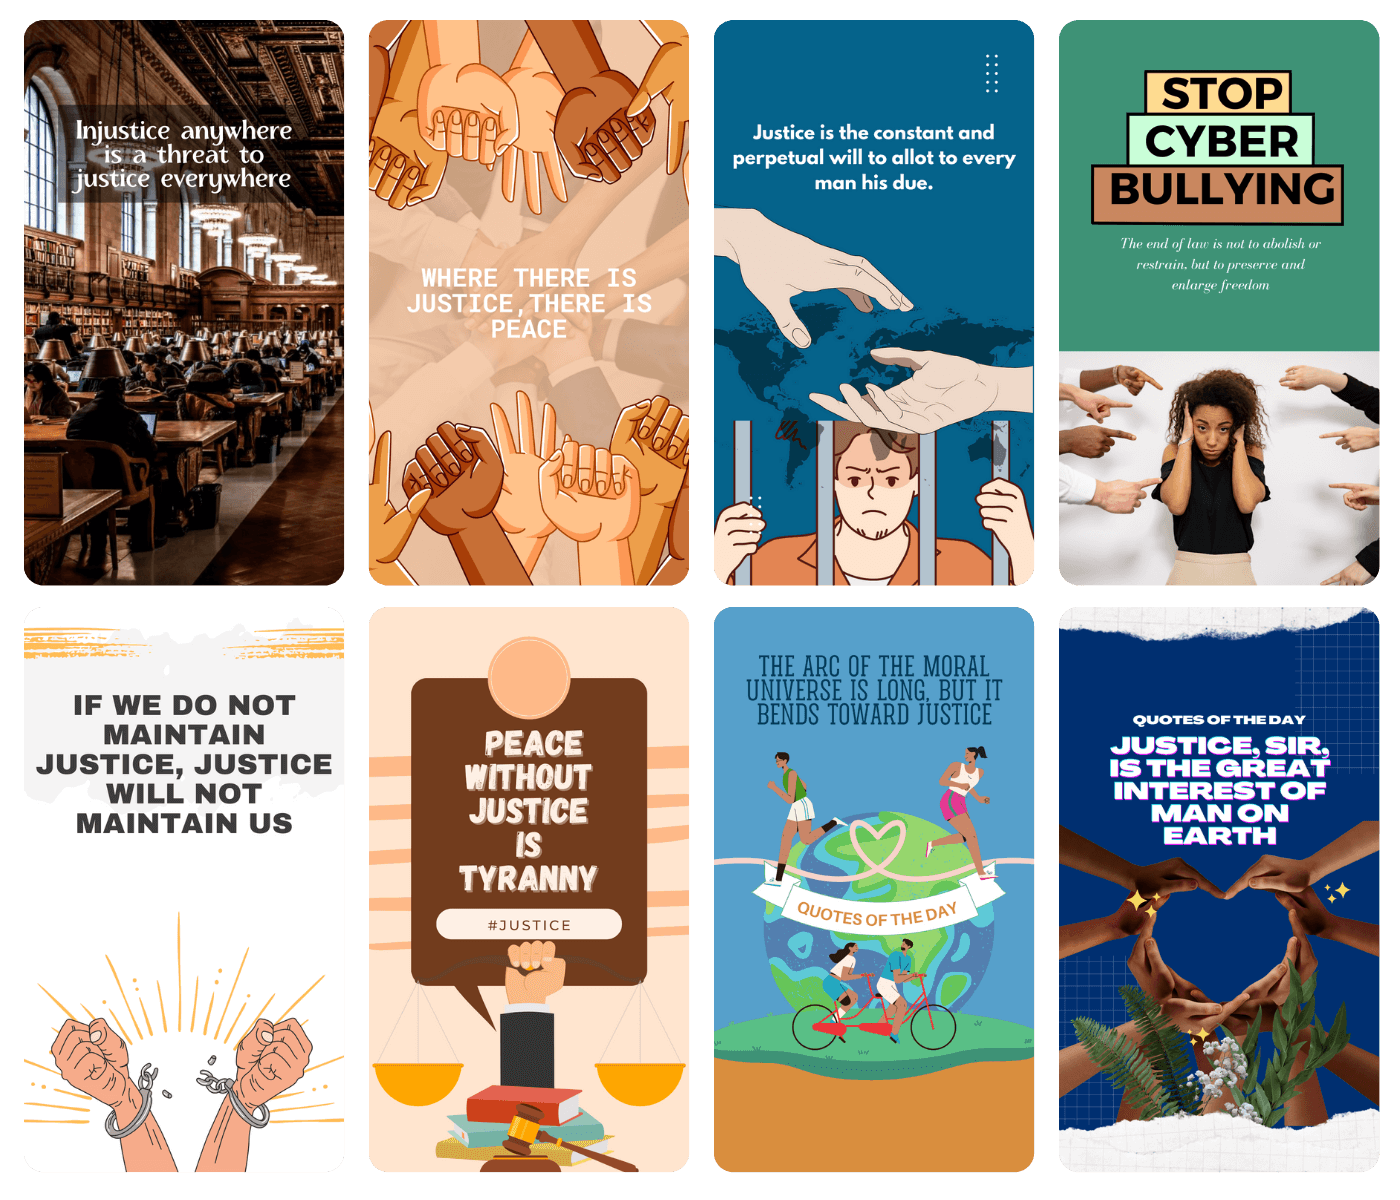 Injustice anywhere
is a threat to
justice everywhere
WHERE THERE IS
JUSTICE,THERE IS
PEACE
Justice is the constant and
perpetual will to allot to every
man his due.
STOP
CYBER
BULLYING
The end of law is not to abolish or
restrain, but to preserve and
enlarge freedom
IF WE DO NOT
MAINTAIN
JUSTICE, JUSTICE
WILL NOT
MAINTAIN US
PEACE
WITHOUT
JUSTICE
IS
TYRANNY
#JUSTICE
THE ARC OF THE MORAL
UNIVERSE IS LONG, BUT IT
BENDS TOWARD JUSTICE
QUOTES OF THE DAY
QUOTES OF THE DAY
JUSTICE, SIR,
IS THE GREAT
INTEREST OF
MAN ON
EARTH